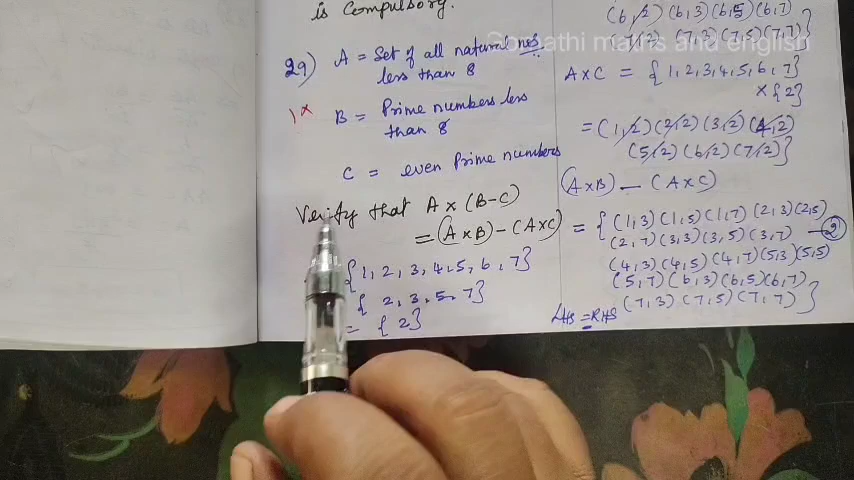 is compulsory.
29) A = Set of all natural nos.
less than 8
1*
B = Prime numbers less
than 8
C = even Prime numbers
Verify that A × (B-C)
= (A×B) - (A×C)
{1, 2, 3, 4, 5, 6, 7}
{ 2, 3, 5, 7}
= {2}
(6,2) (6,3) (6,5) (6,7)
(7,2) (7,3) (7,5) (7,7) }
maths and english
A×C = {1, 2, 3, 4, 5, 6, 7}
× {2}
= (1,2) (2,2) (3,2) (4,2)
(5,2) (6,2) (7,2)}
(A×B) - (A×C)
= { (1,3) (1,5) (1,7) (2,3) (2,5)
(2,7) (3,3) (3,5) (3,7) - 2
(4,3) (4,5) (4,7) (5,3) (5,5)
(5,7) (6,3) (6,5) (6,7)
(7,3) (7,5) (7,7) }
LHS = RHS